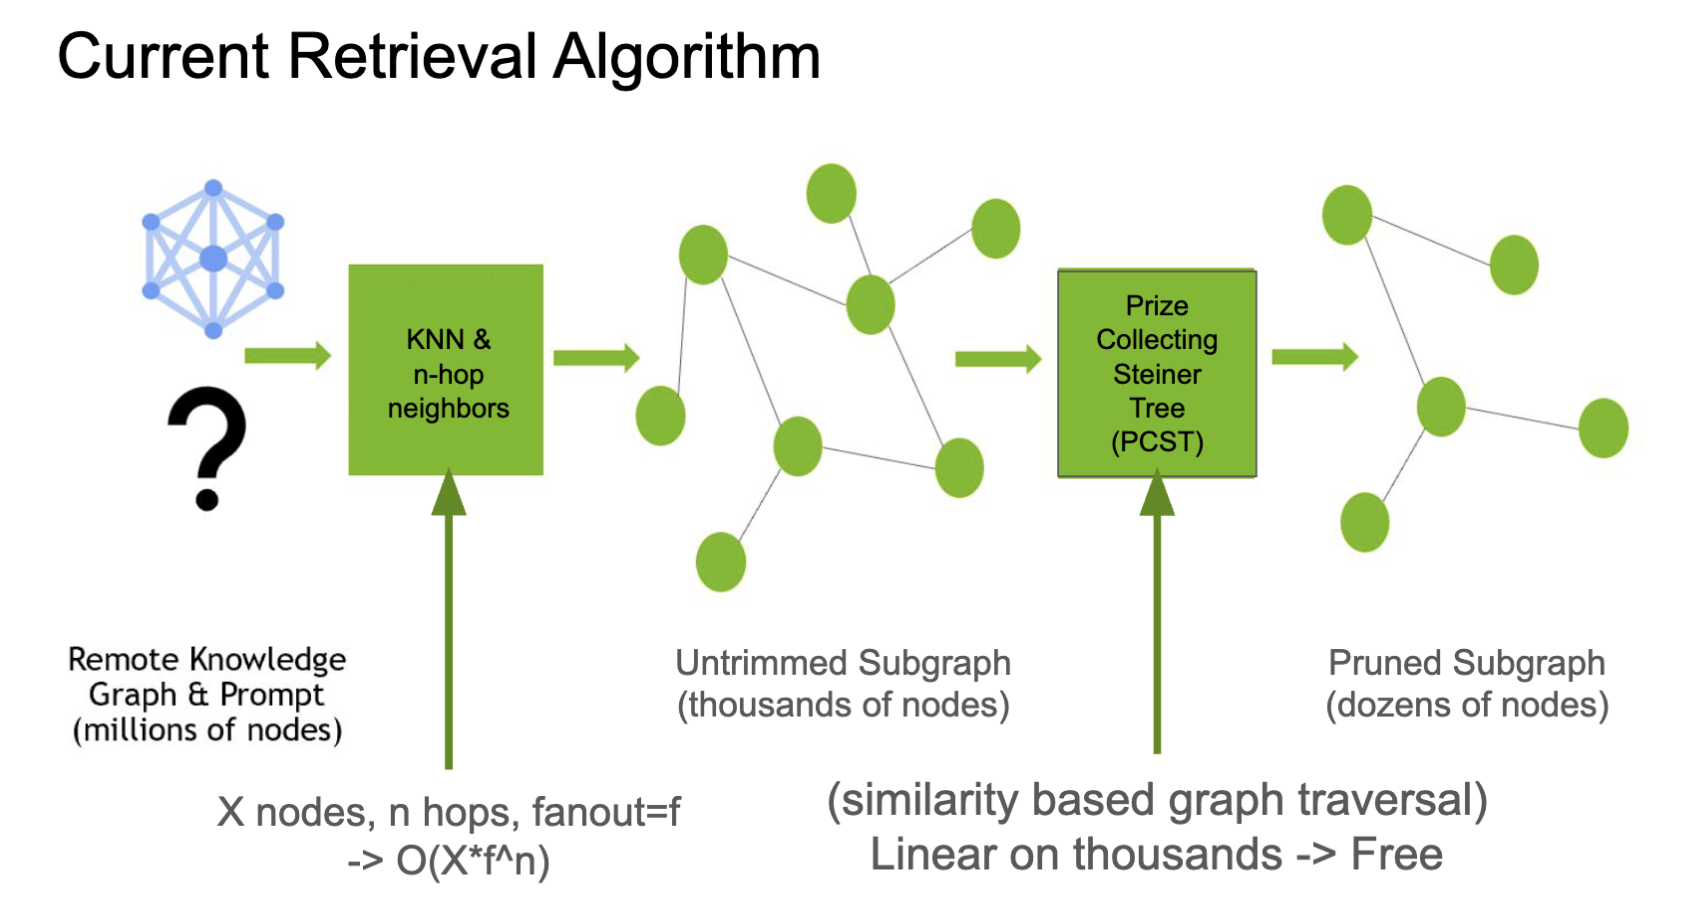 Current Retrieval Algorithm
?
KNN &
n-hop
neighbors
Prize
Collecting
Steiner
Tree
(PCST)
Remote Knowledge
Graph & Prompt
(millions of nodes)
Untrimmed Subgraph
(thousands of nodes)
Pruned Subgraph
(dozens of nodes)
X nodes, n hops, fanout=f
-> O(X*f^n)
(similarity based graph traversal)
Linear on thousands -> Free